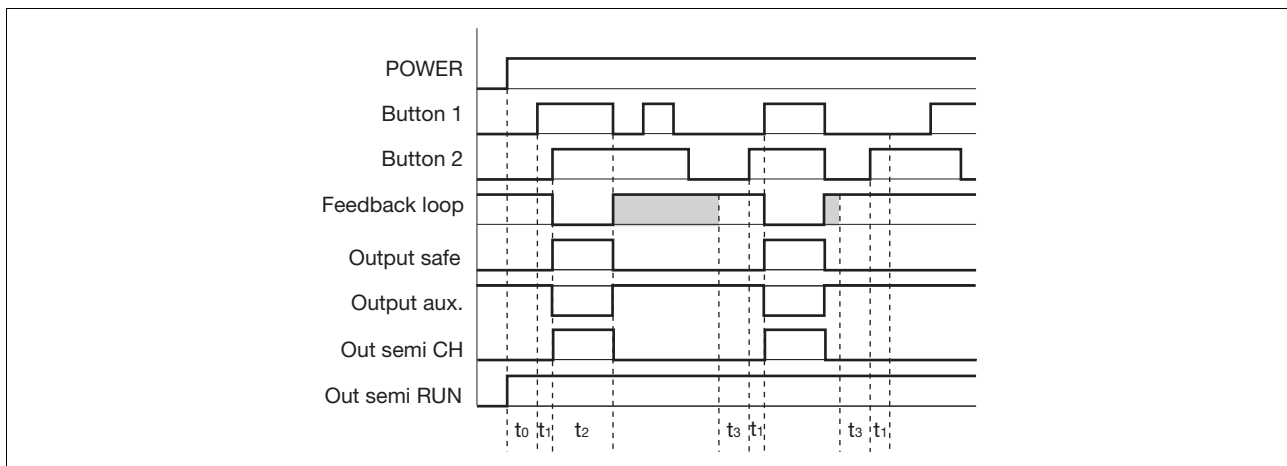 POWER
Button 1
Button 2
Feedback loop
Output safe
Output aux.
Out semi CH
Out semi RUN
t0 t1 t2 t3 t1 t3 t1